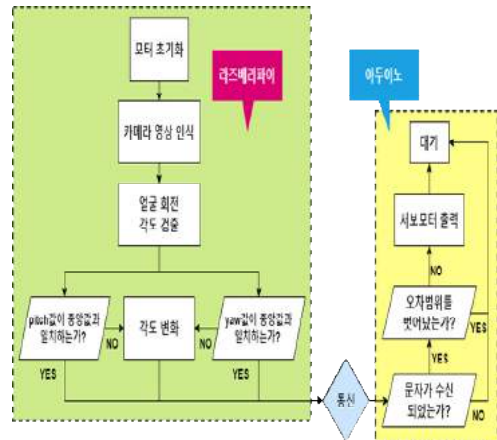 모터 초기화
라즈베리파이
카메라 영상 인식
얼굴 회전
각도 검출
pitch값이 중앙값과
일치하는가?
NO
각도 변화
NO
yaw값이 중앙값과
일치하는가?
YES
YES
통신
아두이노
대기
서보모터 출력
NO
오차범위를
벗어났는가?
YES
YES
문자가 수신
되었는가?
NO